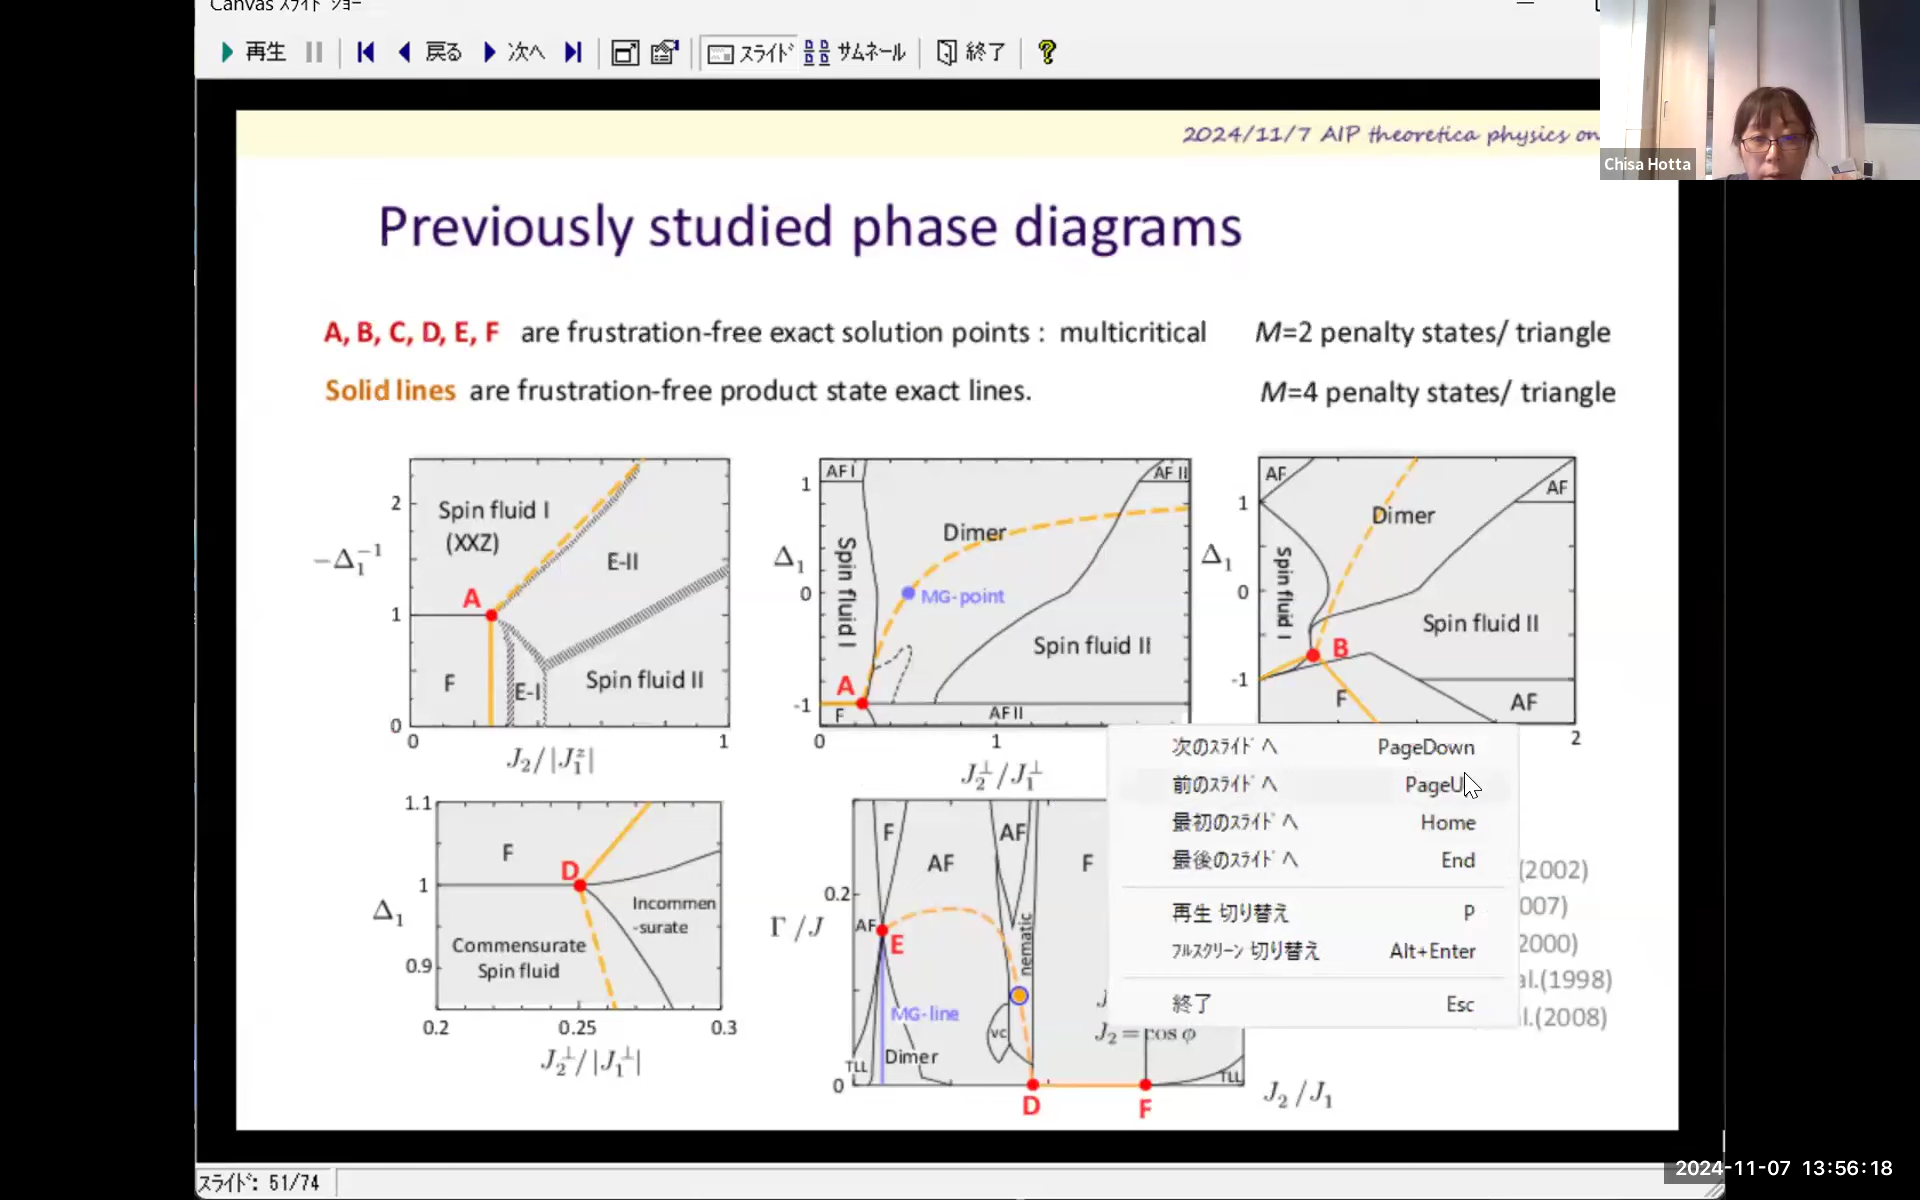 Canvas スライド ショー
再生 戻る 次へ スライド サムネール 終了 ?
2024/11/7 AIP theoretica physics on
Chisa Hotta
Previously studied phase diagrams
A, B, C, D, E, F are frustration-free exact solution points : multicritical M=2 penalty states/ triangle
Solid lines are frustration-free product state exact lines. M=4 penalty states/ triangle
2
1
0
−Δ₁⁻¹
Spin fluid I
(XXZ)
E-II
A
F
E-I
Spin fluid II
0 1
J₂/|J₁ᶻ|
AF I
AF II
1
0
-1
Δ₁
Spin fluid I
Dimer
MG-point
Spin fluid II
A
F
AF II
0 1
J₂⊥/J₁⊥
AF
AF
1
0
-1
Δ₁
Dimer
Spin fluid I
Spin fluid II
B
F
AF
2
1.1
1
0.9
Δ₁
F
D
Incommen
-surate
Commensurate
Spin fluid
0.2 0.25 0.3
J₂⊥/|J₁⊥|
0.2
0
Γ/J
F
AF
AF
F
AF
E
nematic
MG-line
vc
Dimer
TLL
TLL
D
F
J
J₂ = cos φ
J₂/J₁
次のスライドへ PageDown
前のスライドへ PageU
最初のスライドへ Home
最後のスライドへ End
再生 切り替え P
フルスクリーン 切り替え Alt+Enter
終了 Esc
(2002)
007)
2000)
al.(1998)
l.(2008)
スライド: 51/74
2024-11-07 13:56:18